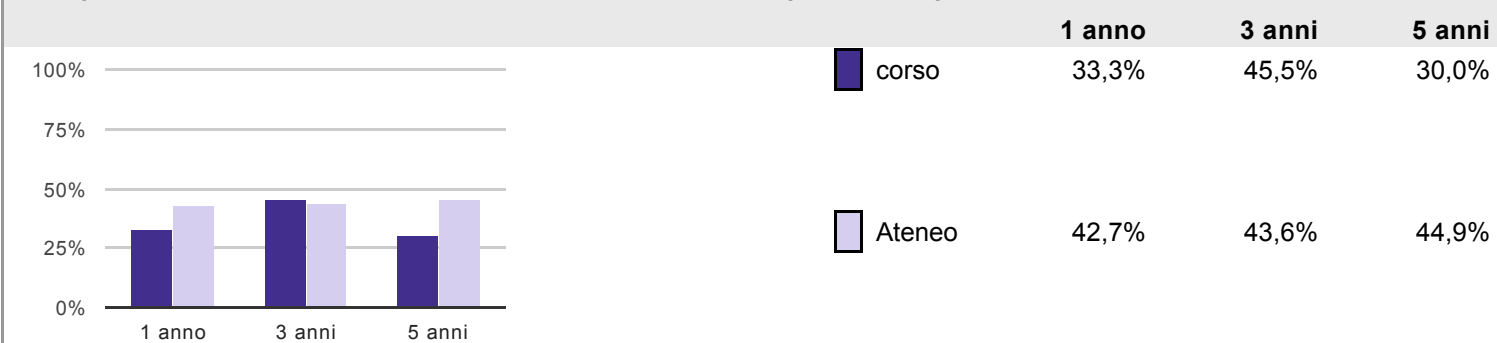 1 anno 3 anni 5 anni
corso 33,3% 45,5% 30,0%
Ateneo 42,7% 43,6% 44,9%
100%
75%
50%
25%
0%
1 anno 3 anni 5 anni